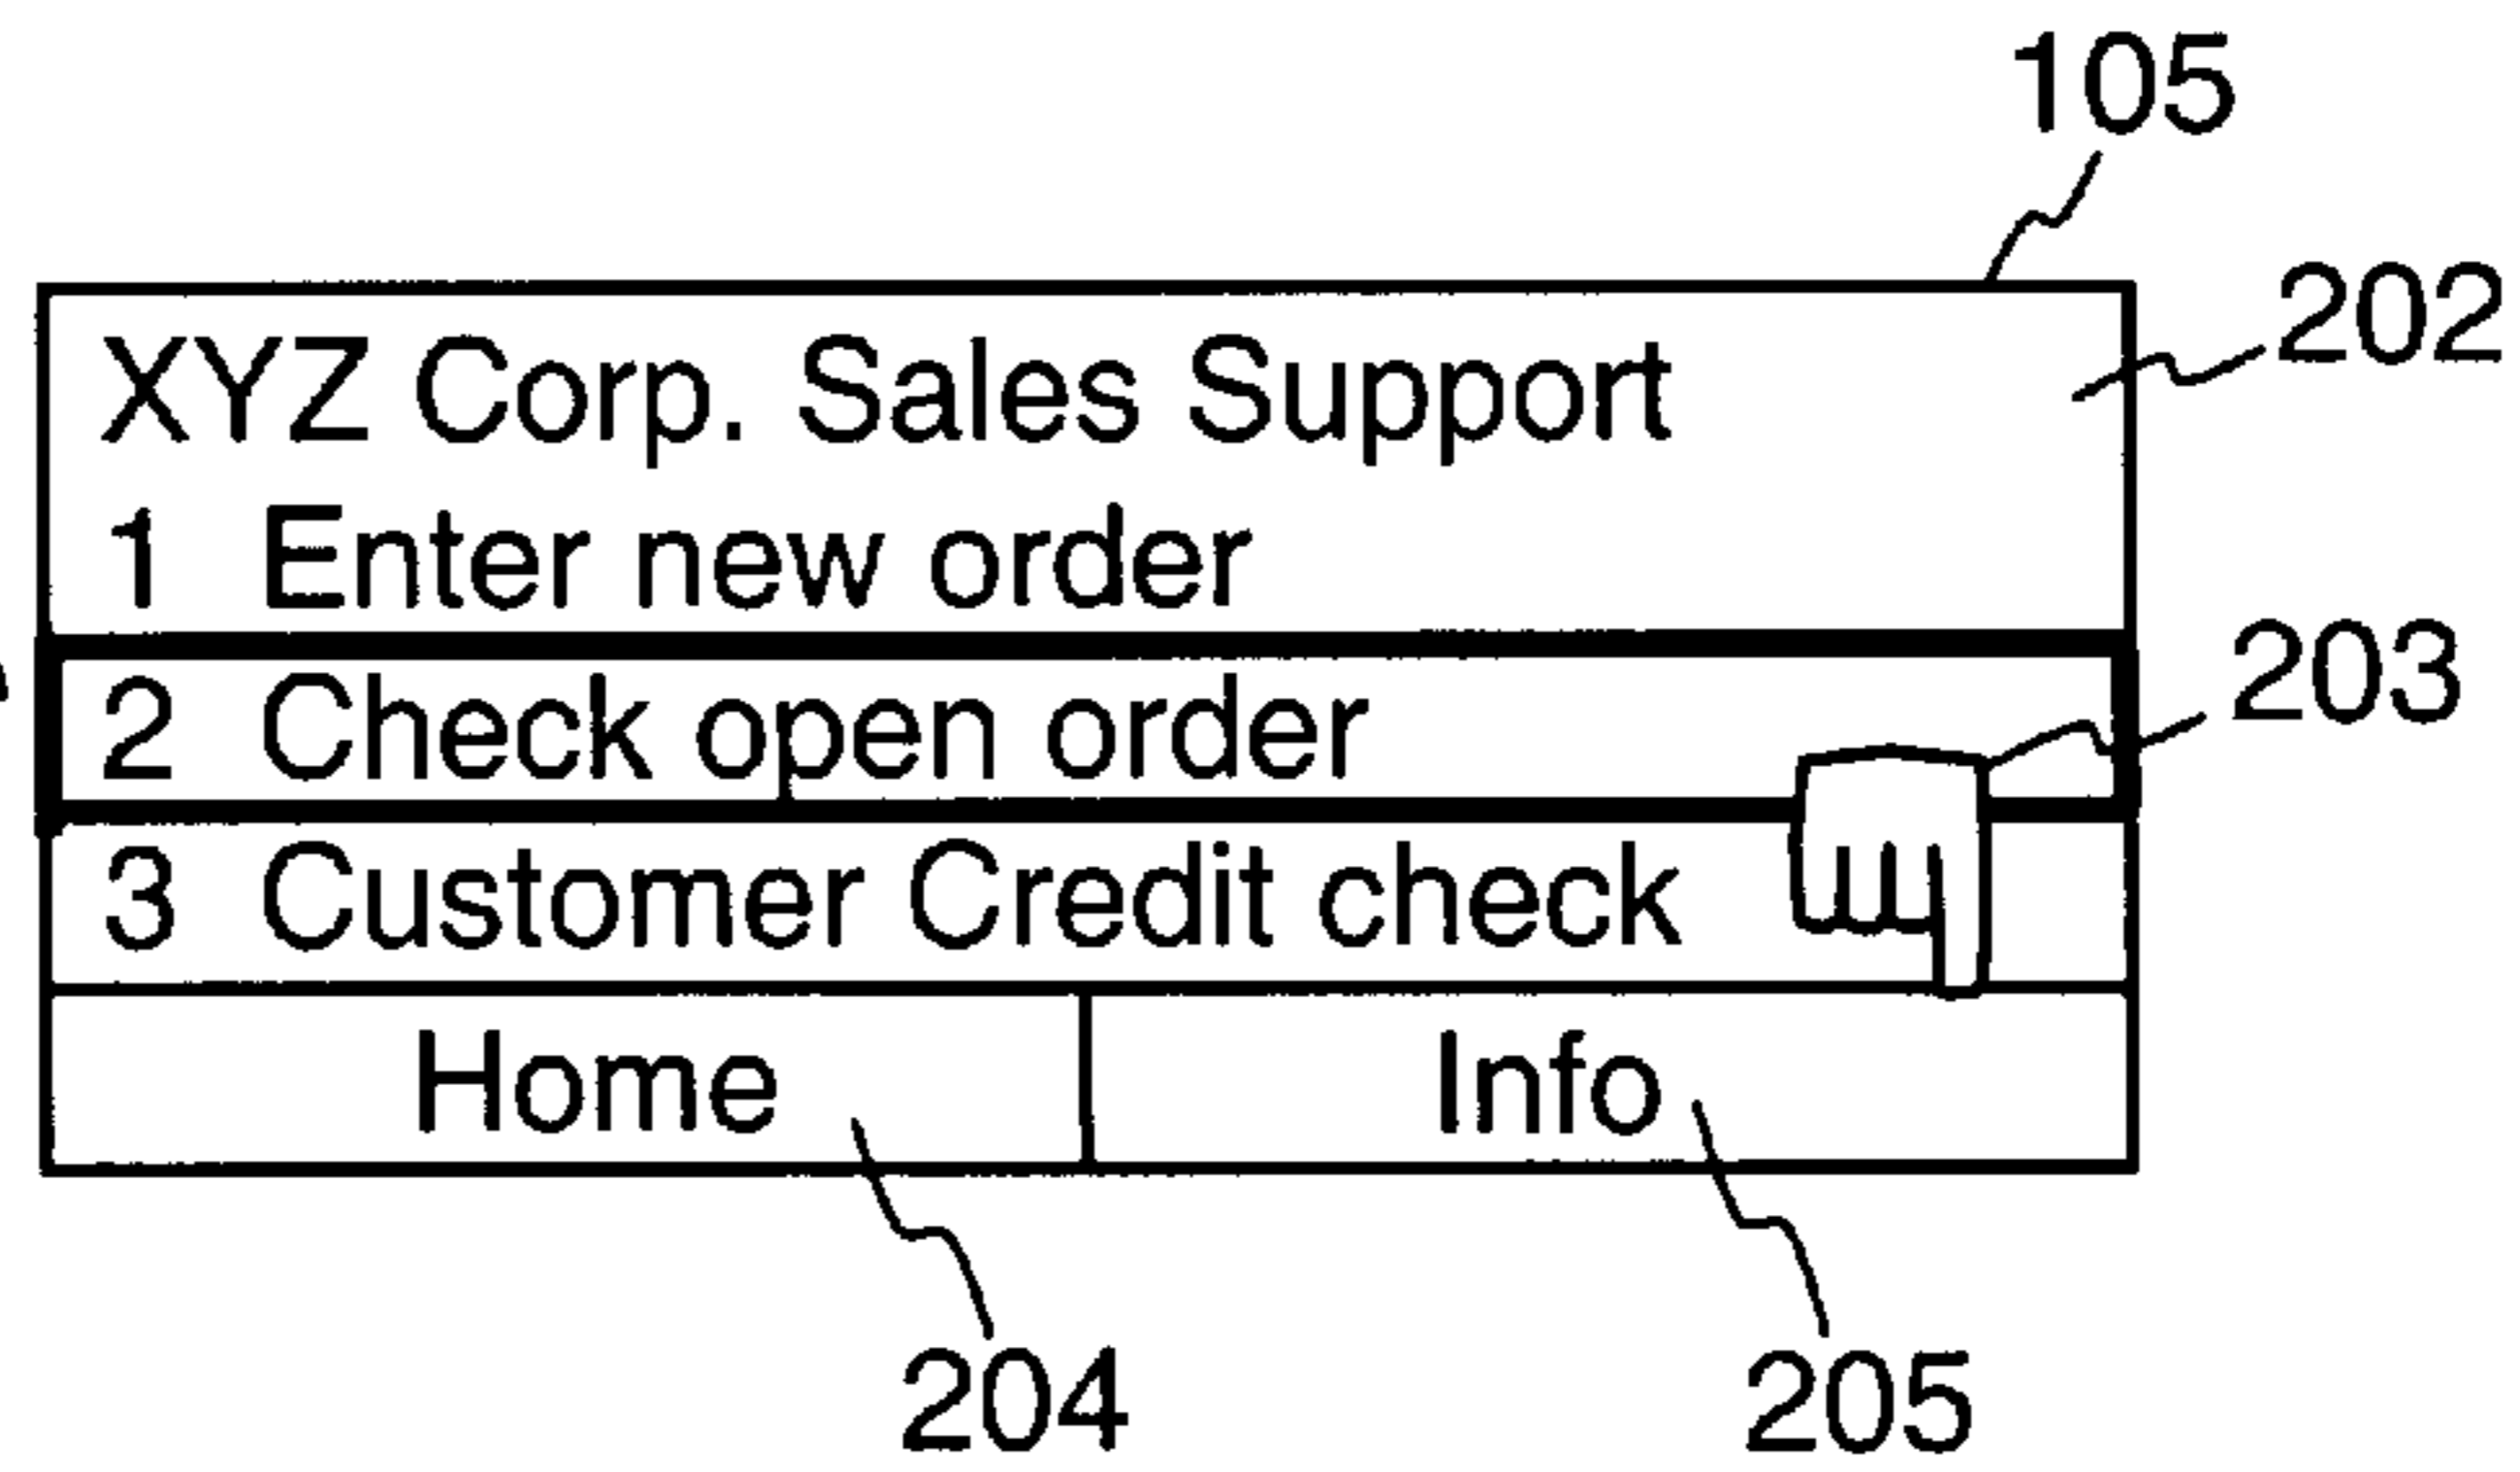 105
202
XYZ Corp. Sales Support
1 Enter new order
203
2 Check open order
3 Customer Credit check
Home Info
204 205